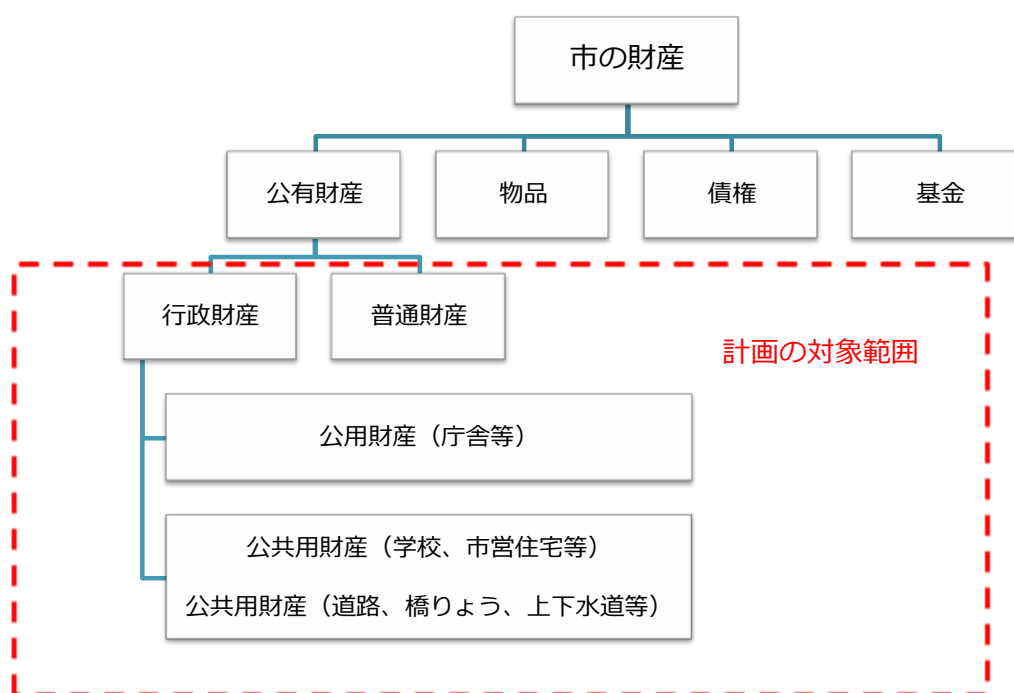 市の財産
公有財産
物品
債権
基金
行政財産
普通財産
計画の対象範囲
公用財産（庁舎等）
公共用財産（学校、市営住宅等）
公共用財産（道路、橋りょう、上下水道等）